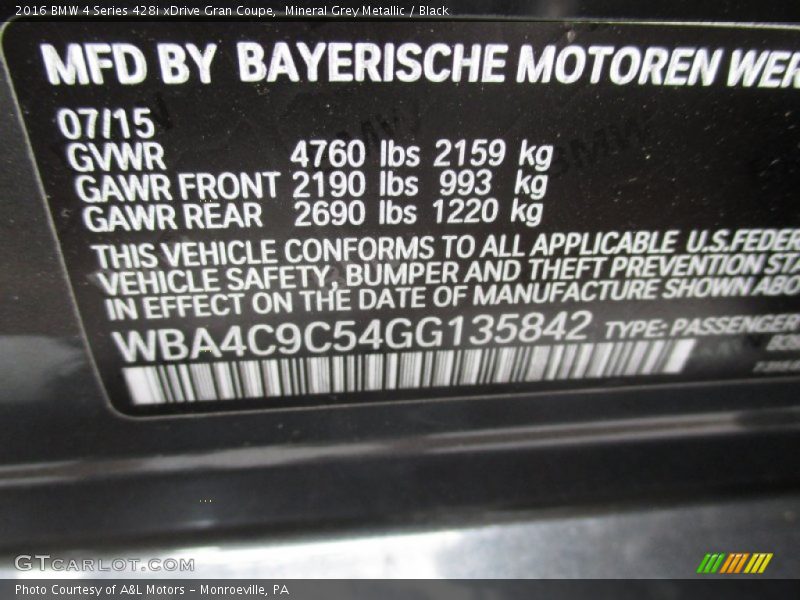 2016 BMW 4 Series 428i xDrive Gran Coupe, Mineral Grey Metallic / Black
MFD BY BAYERISCHE MOTOREN WER
07/15
GVWR 4760 lbs 2159 kg
GAWR FRONT 2190 lbs 993 kg
GAWR REAR 2690 lbs 1220 kg
THIS VEHICLE CONFORMS TO ALL APPLICABLE U.S.FEDER
VEHICLE SAFETY, BUMPER AND THEFT PREVENTION STA
IN EFFECT ON THE DATE OF MANUFACTURE SHOWN ABO
WBA4C9C54GG135842 TYPE: PASSENGER
GTCARLOT.COM
Photo Courtesy of A&L Motors – Monroeville, PA